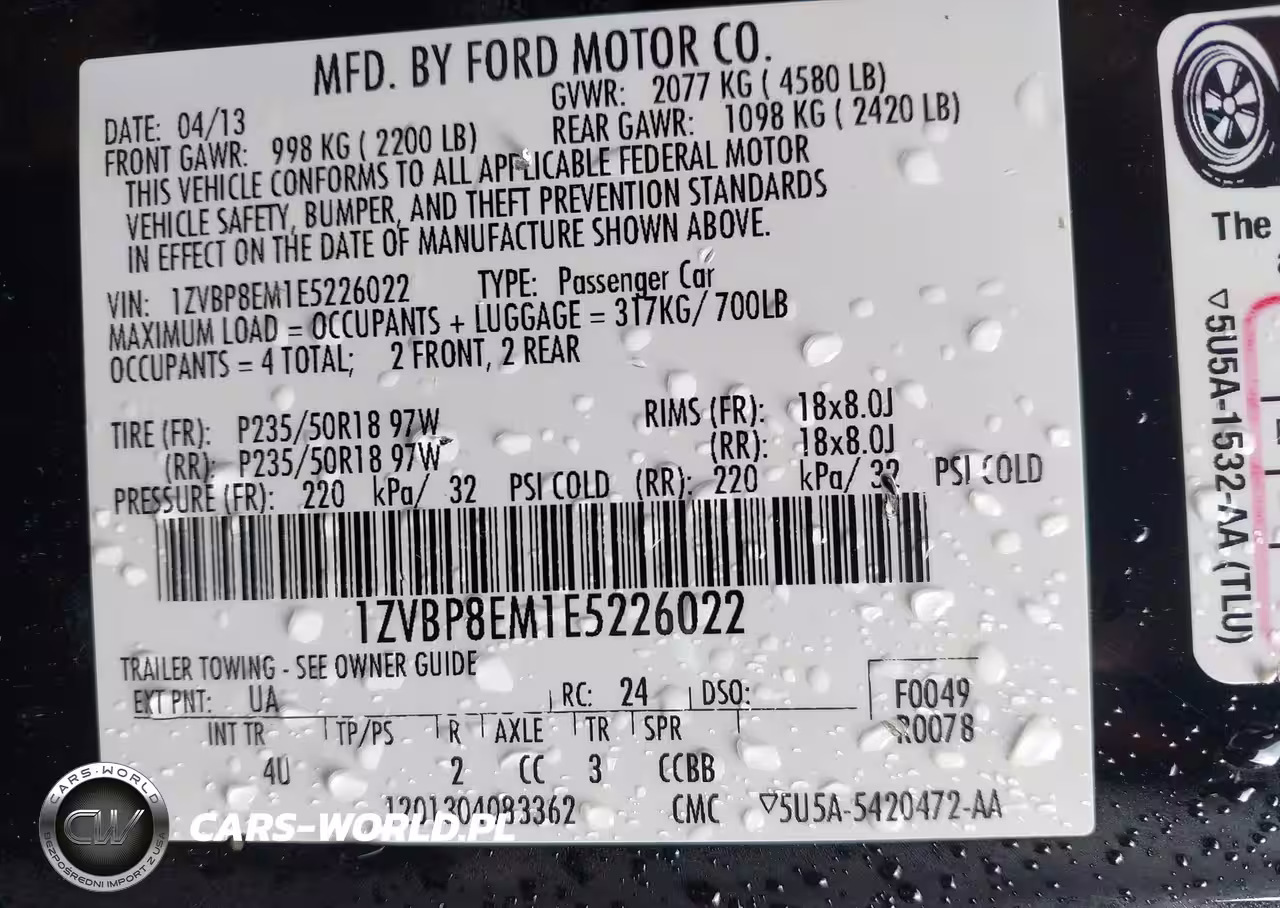 MFD. BY FORD MOTOR CO.
DATE: 04/13 GVWR: 2077 KG ( 4580 LB)
FRONT GAWR: 998 KG ( 2200 LB) REAR GAWR: 1098 KG ( 2420 LB)
THIS VEHICLE CONFORMS TO ALL APPLICABLE FEDERAL MOTOR
VEHICLE SAFETY, BUMPER, AND THEFT PREVENTION STANDARDS
IN EFFECT ON THE DATE OF MANUFACTURE SHOWN ABOVE.
VIN: 1ZVBP8EM1E5226022 TYPE: Passenger Car
MAXIMUM LOAD = OCCUPANTS + LUGGAGE = 317KG/ 700LB
OCCUPANTS = 4 TOTAL; 2 FRONT, 2 REAR
TIRE (FR): P235/50R18 97W RIMS (FR): 18x8.0J
(RR): P235/50R18 97W (RR): 18x8.0J
PRESSURE (FR): 220 kPa/ 32 PSI COLD (RR): 220 kPa/ 32 PSI COLD
1ZVBP8EM1E5226022
TRAILER TOWING - SEE OWNER GUIDE
EXT PNT: UA RC: 24 DSO: F0049
INT TR TP/PS R AXLE TR SPR R0078
4U 2 CC 3 CCBB
1201304093362 CMC ▽5U5A-5420472-AA
The
▽5U5A-1532-AA (TLU)
CARS-WORLD
CW
BEZPOŚREDNI IMPORT Z USA
CARS-WORLD.PL